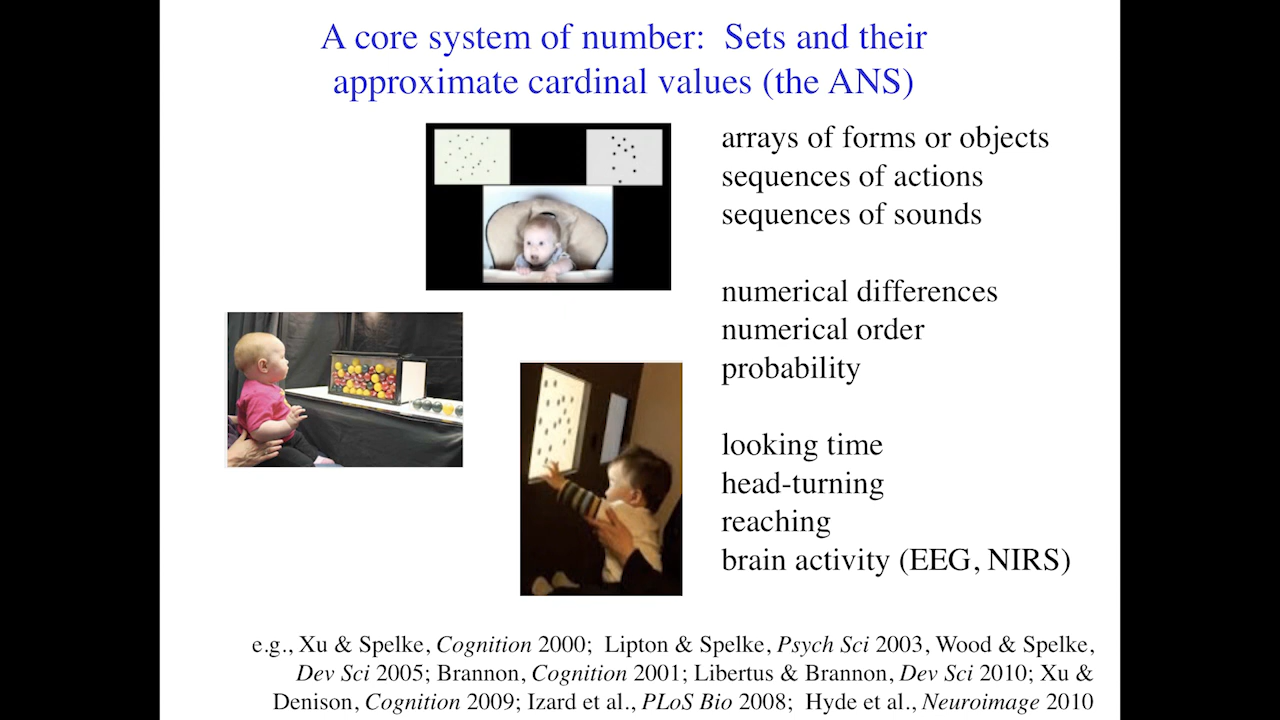 A core system of number: Sets and their
approximate cardinal values (the ANS)
arrays of forms or objects
sequences of actions
sequences of sounds
numerical differences
numerical order
probability
looking time
head-turning
reaching
brain activity (EEG, NIRS)
e.g., Xu & Spelke, Cognition 2000; Lipton & Spelke, Psych Sci 2003, Wood & Spelke,
Dev Sci 2005; Brannon, Cognition 2001; Libertus & Brannon, Dev Sci 2010; Xu &
Denison, Cognition 2009; Izard et al., PLoS Bio 2008; Hyde et al., Neuroimage 2010